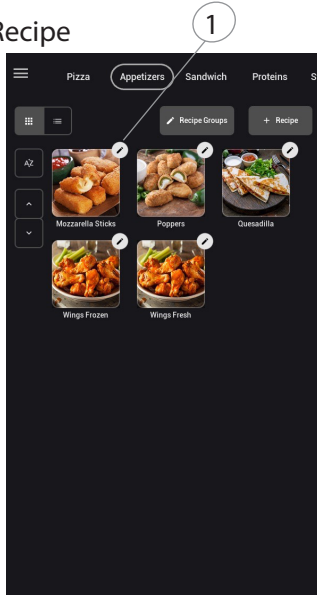 Recipe
1
Pizza Appetizers Sandwich Proteins S
Recipe Groups + Recipe
AZ
Mozzarella Sticks Poppers Quesadilla
Wings Frozen Wings Fresh